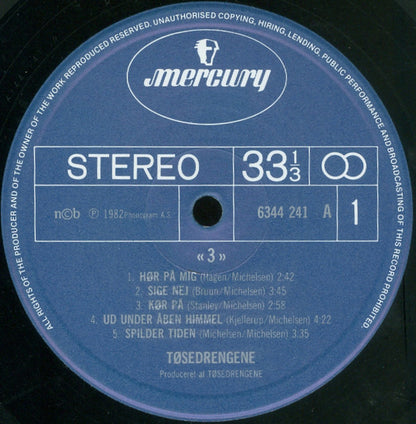 ALL RIGHTS OF THE PRODUCER AND OF THE OWNER OF THE WORK REPRODUCED RESERVED. UNAUTHORISED COPYING, HIRING, LENDING, PUBLIC PERFORMANCE AND BROADCASTING OF THIS RECORD PROHIBITED.
mercury
STEREO 33 1/3
n©b ℗ 1982 Phonogram A.S. 6344 241 A 1
«3»
1. HØR PÅ MIG (Hagen/Michelsen) 2:42
2. SIGE NEJ (Bruun/Michelsen) 3:45
3. KØR PÅ (Stanley/Michelsen) 2:58
4. UD UNDER ÅBEN HIMMEL (Kjellerup/Michelsen) 4:22
5. SPILDER TIDEN (Michelsen/Michelsen) 3:35
TØSEDRENGENE
Produceret af TØSEDRENGENE